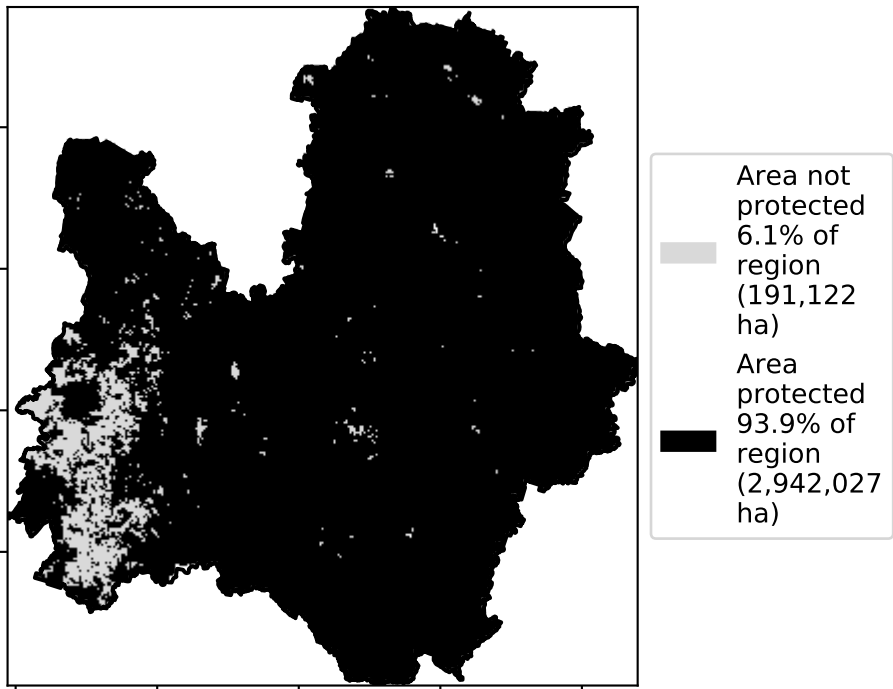 Area not
protected
6.1% of
region
(191,122
ha)
Area
protected
93.9% of
region
(2,942,027
ha)